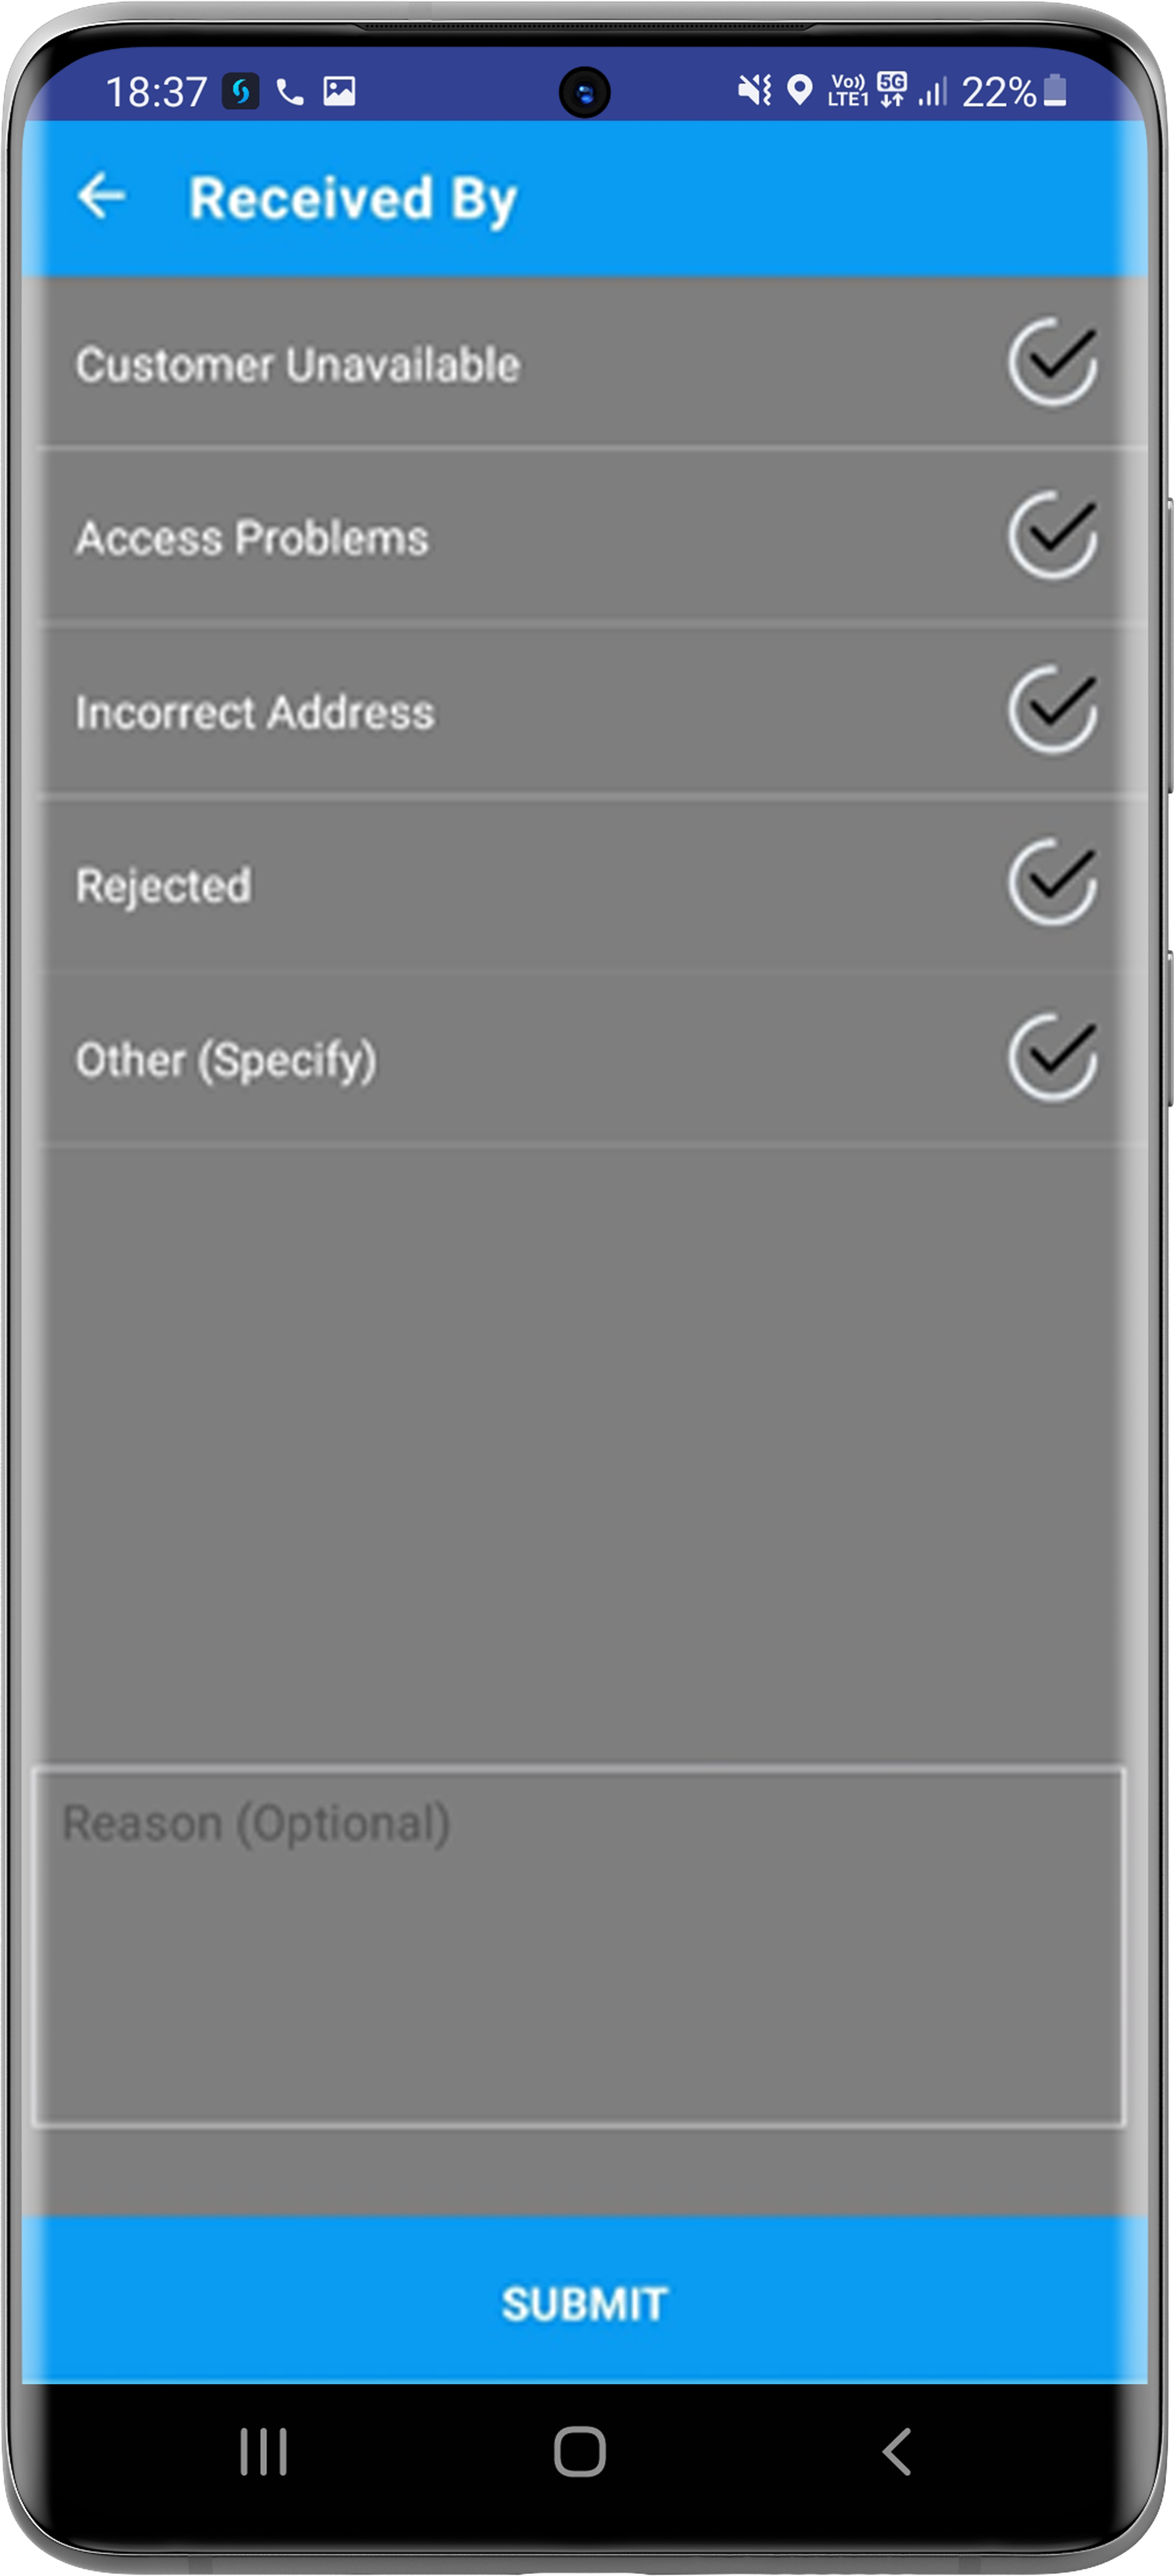 18:37 Vo)) LTE1 5G 22%
Received By
Customer Unavailable
Access Problems
Incorrect Address
Rejected
Other (Specify)
Reason (Optional)
SUBMIT